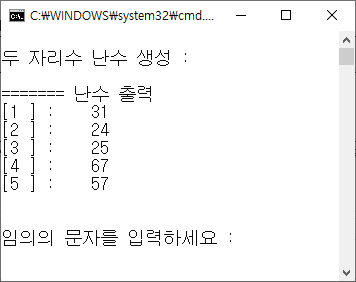 C:\WINDOWS\system32\cmd....
두 자리수 난수 생성 :
======= 난수 출력
[1 ] :    31
[2 ] :    24
[3 ] :    25
[4 ] :    67
[5 ] :    57
임의의 문자를 입력하세요 :